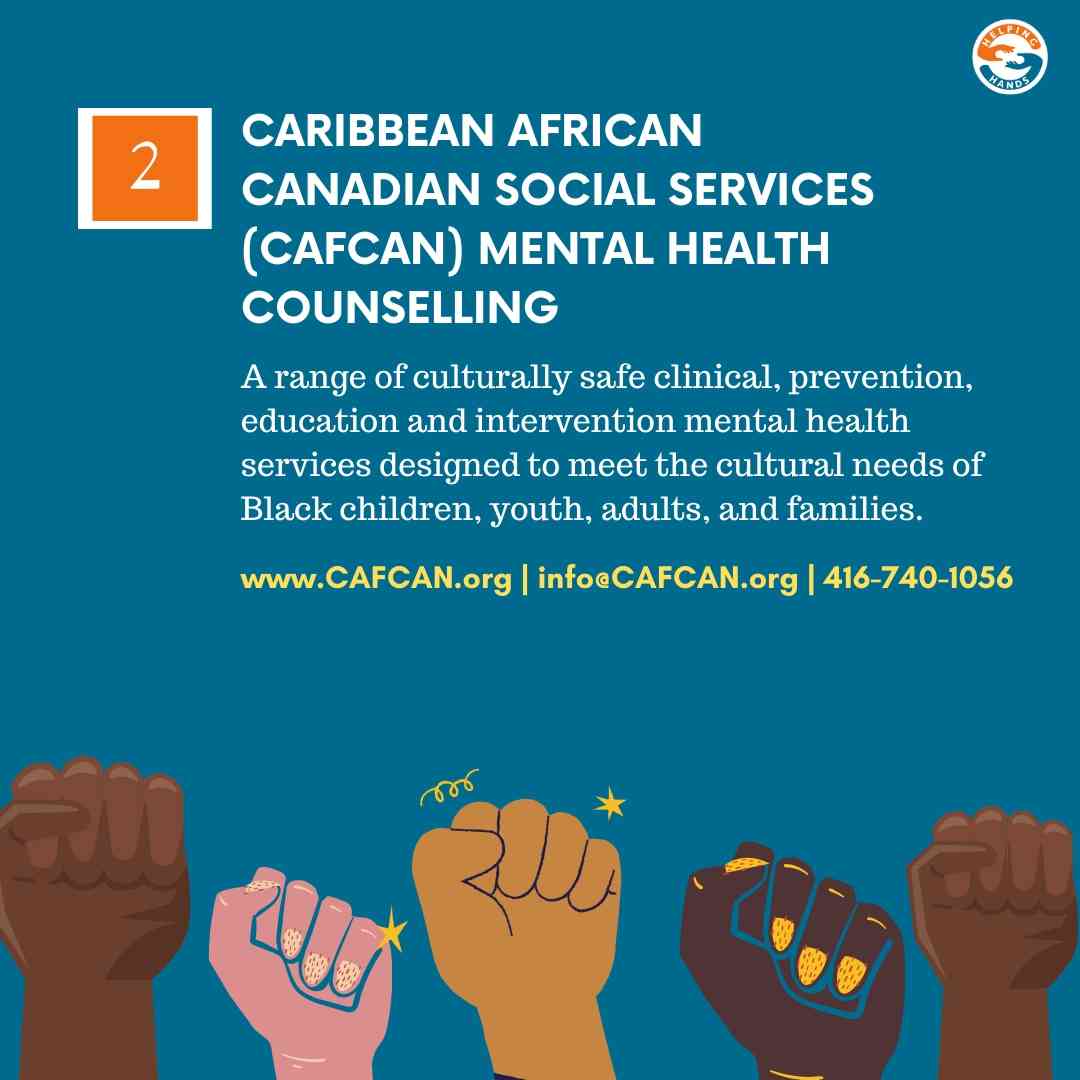 HELPING
HANDS
2
CARIBBEAN AFRICAN
CANADIAN SOCIAL SERVICES
(CAFCAN) MENTAL HEALTH
COUNSELLING
A range of culturally safe clinical, prevention,
education and intervention mental health
services designed to meet the cultural needs of
Black children, youth, adults, and families.
www.CAFCAN.org | info@CAFCAN.org | 416-740-1056